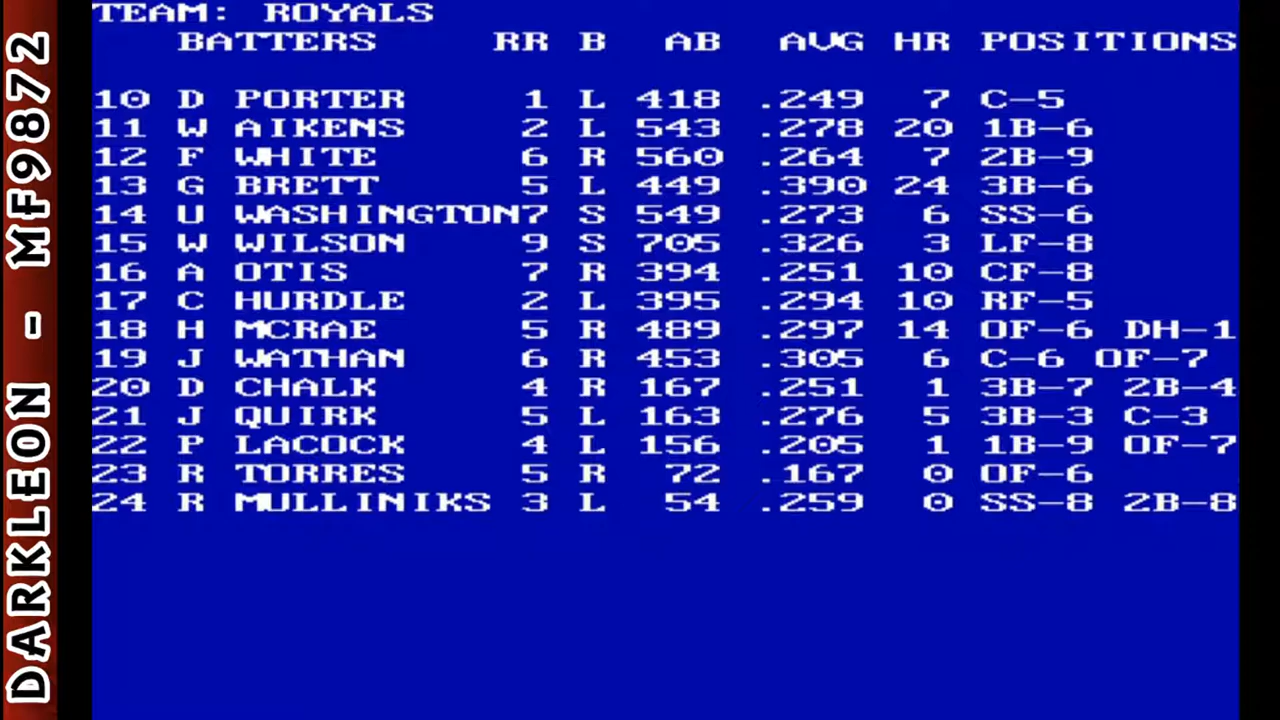 TEAM: ROYALS
BATTERS RR B AB AVG HR POSITIONS
10 D PORTER 1 L 418 .249 7 C-5
11 W AIKENS 2 L 543 .278 20 1B-6
12 F WHITE 6 R 560 .264 7 2B-9
13 G BRETT 5 L 449 .390 24 3B-6
14 U WASHINGTON7 S 549 .273 6 SS-6
15 W WILSON 9 S 705 .326 3 LF-8
16 A OTIS 7 R 394 .251 10 CF-8
17 C HURDLE 2 L 395 .294 10 RF-5
18 H MCRAE 5 R 489 .297 14 OF-6 DH-1
19 J WATHAN 6 R 453 .305 6 C-6 OF-7
20 D CHALK 4 R 167 .251 1 3B-7 2B-4
21 J QUIRK 5 L 163 .276 5 3B-3 C-3
22 P LACOCK 4 L 156 .205 1 1B-9 OF-7
23 R TORRES 5 R 72 .167 0 OF-6
24 R MULLINIKS 3 L 54 .259 0 SS-8 2B-8
DARKLEON - MF9872